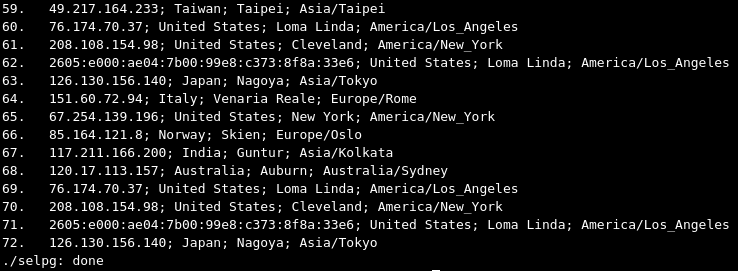 59.   49.217.164.233; Taiwan; Taipei; Asia/Taipei
60.   76.174.70.37; United States; Loma Linda; America/Los_Angeles
61.   208.108.154.98; United States; Cleveland; America/New_York
62.   2605:e000:ae04:7b00:99e8:c373:8f8a:33e6; United States; Loma Linda; America/Los_Angeles
63.   126.130.156.140; Japan; Nagoya; Asia/Tokyo
64.   151.60.72.94; Italy; Venaria Reale; Europe/Rome
65.   67.254.139.196; United States; New York; America/New_York
66.   85.164.121.8; Norway; Skien; Europe/Oslo
67.   117.211.166.200; India; Guntur; Asia/Kolkata
68.   120.17.113.157; Australia; Auburn; Australia/Sydney
69.   76.174.70.37; United States; Loma Linda; America/Los_Angeles
70.   208.108.154.98; United States; Cleveland; America/New_York
71.   2605:e000:ae04:7b00:99e8:c373:8f8a:33e6; United States; Loma Linda; America/Los_Angeles
72.   126.130.156.140; Japan; Nagoya; Asia/Tokyo
./selpg: done